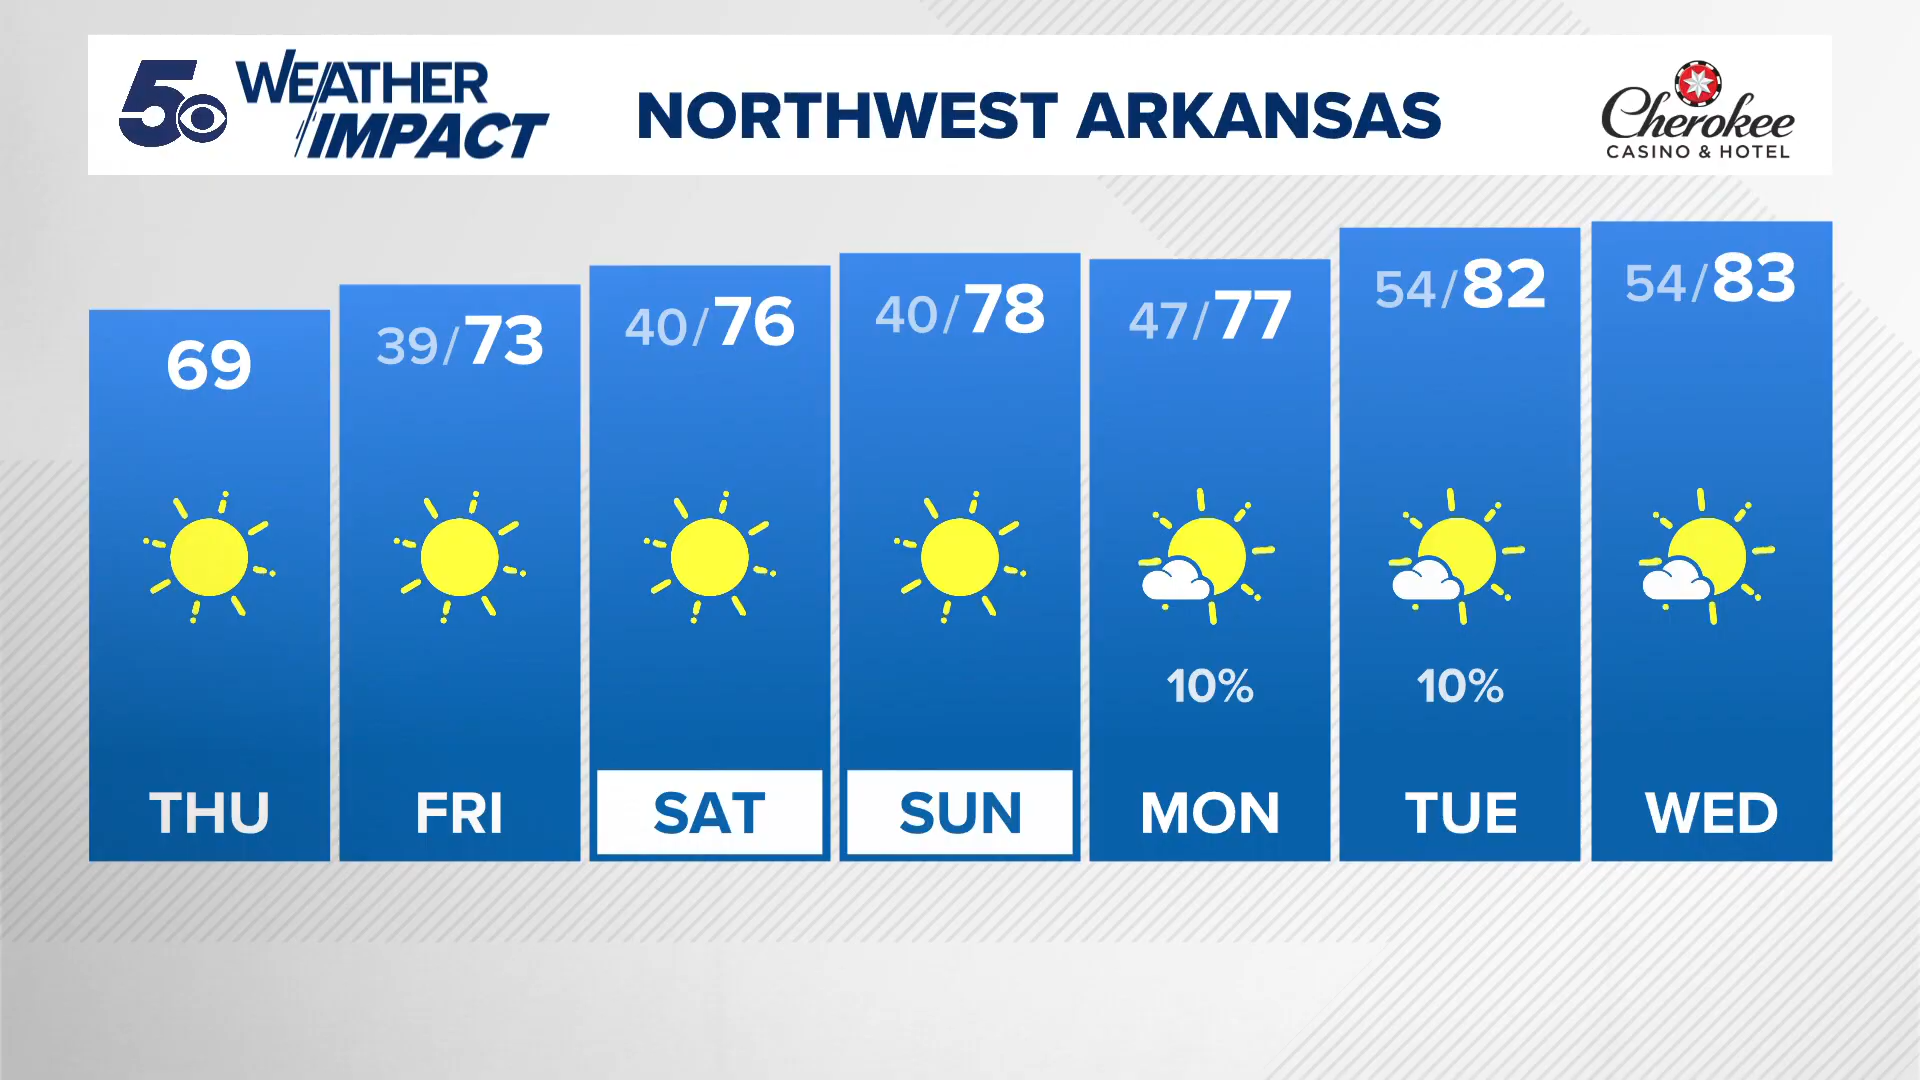 5 WEATHER IMPACT
NORTHWEST ARKANSAS
Cherokee
CASINO & HOTEL
69
39/73
40/76
40/78
47/77
54/82
54/83
10%
10%
THU
FRI
SAT
SUN
MON
TUE
WED